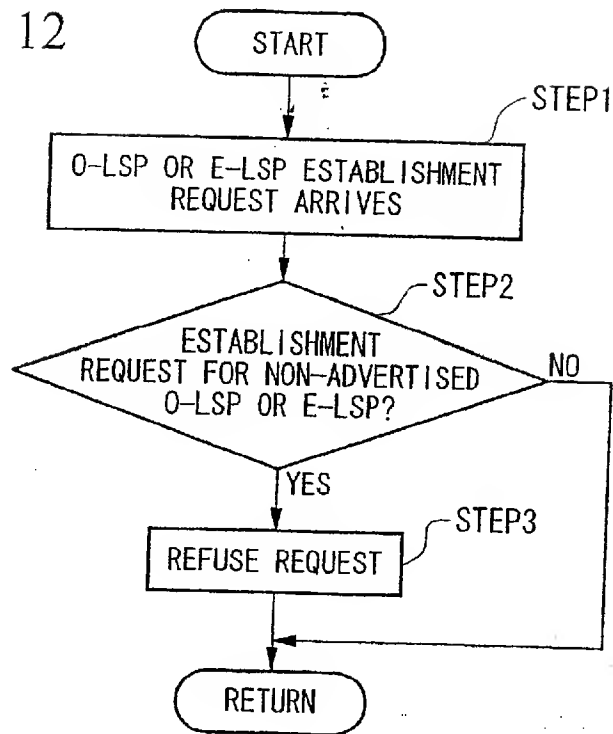 12
START
STEP1
O-LSP OR E-LSP ESTABLISHMENT
REQUEST ARRIVES
STEP2
ESTABLISHMENT
REQUEST FOR NON-ADVERTISED
O-LSP OR E-LSP?
NO
YES
STEP3
REFUSE REQUEST
RETURN